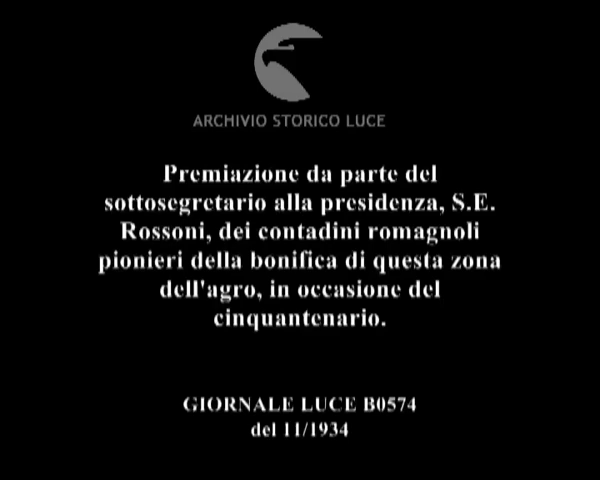 ARCHIVIO STORICO LUCE
Premiazione da parte del
sottosegretario alla presidenza, S.E.
Rossoni, dei contadini romagnoli
pionieri della bonifica di questa zona
dell'agro, in occasione del
cinquantenario.
GIORNALE LUCE B0574
del 11/1934